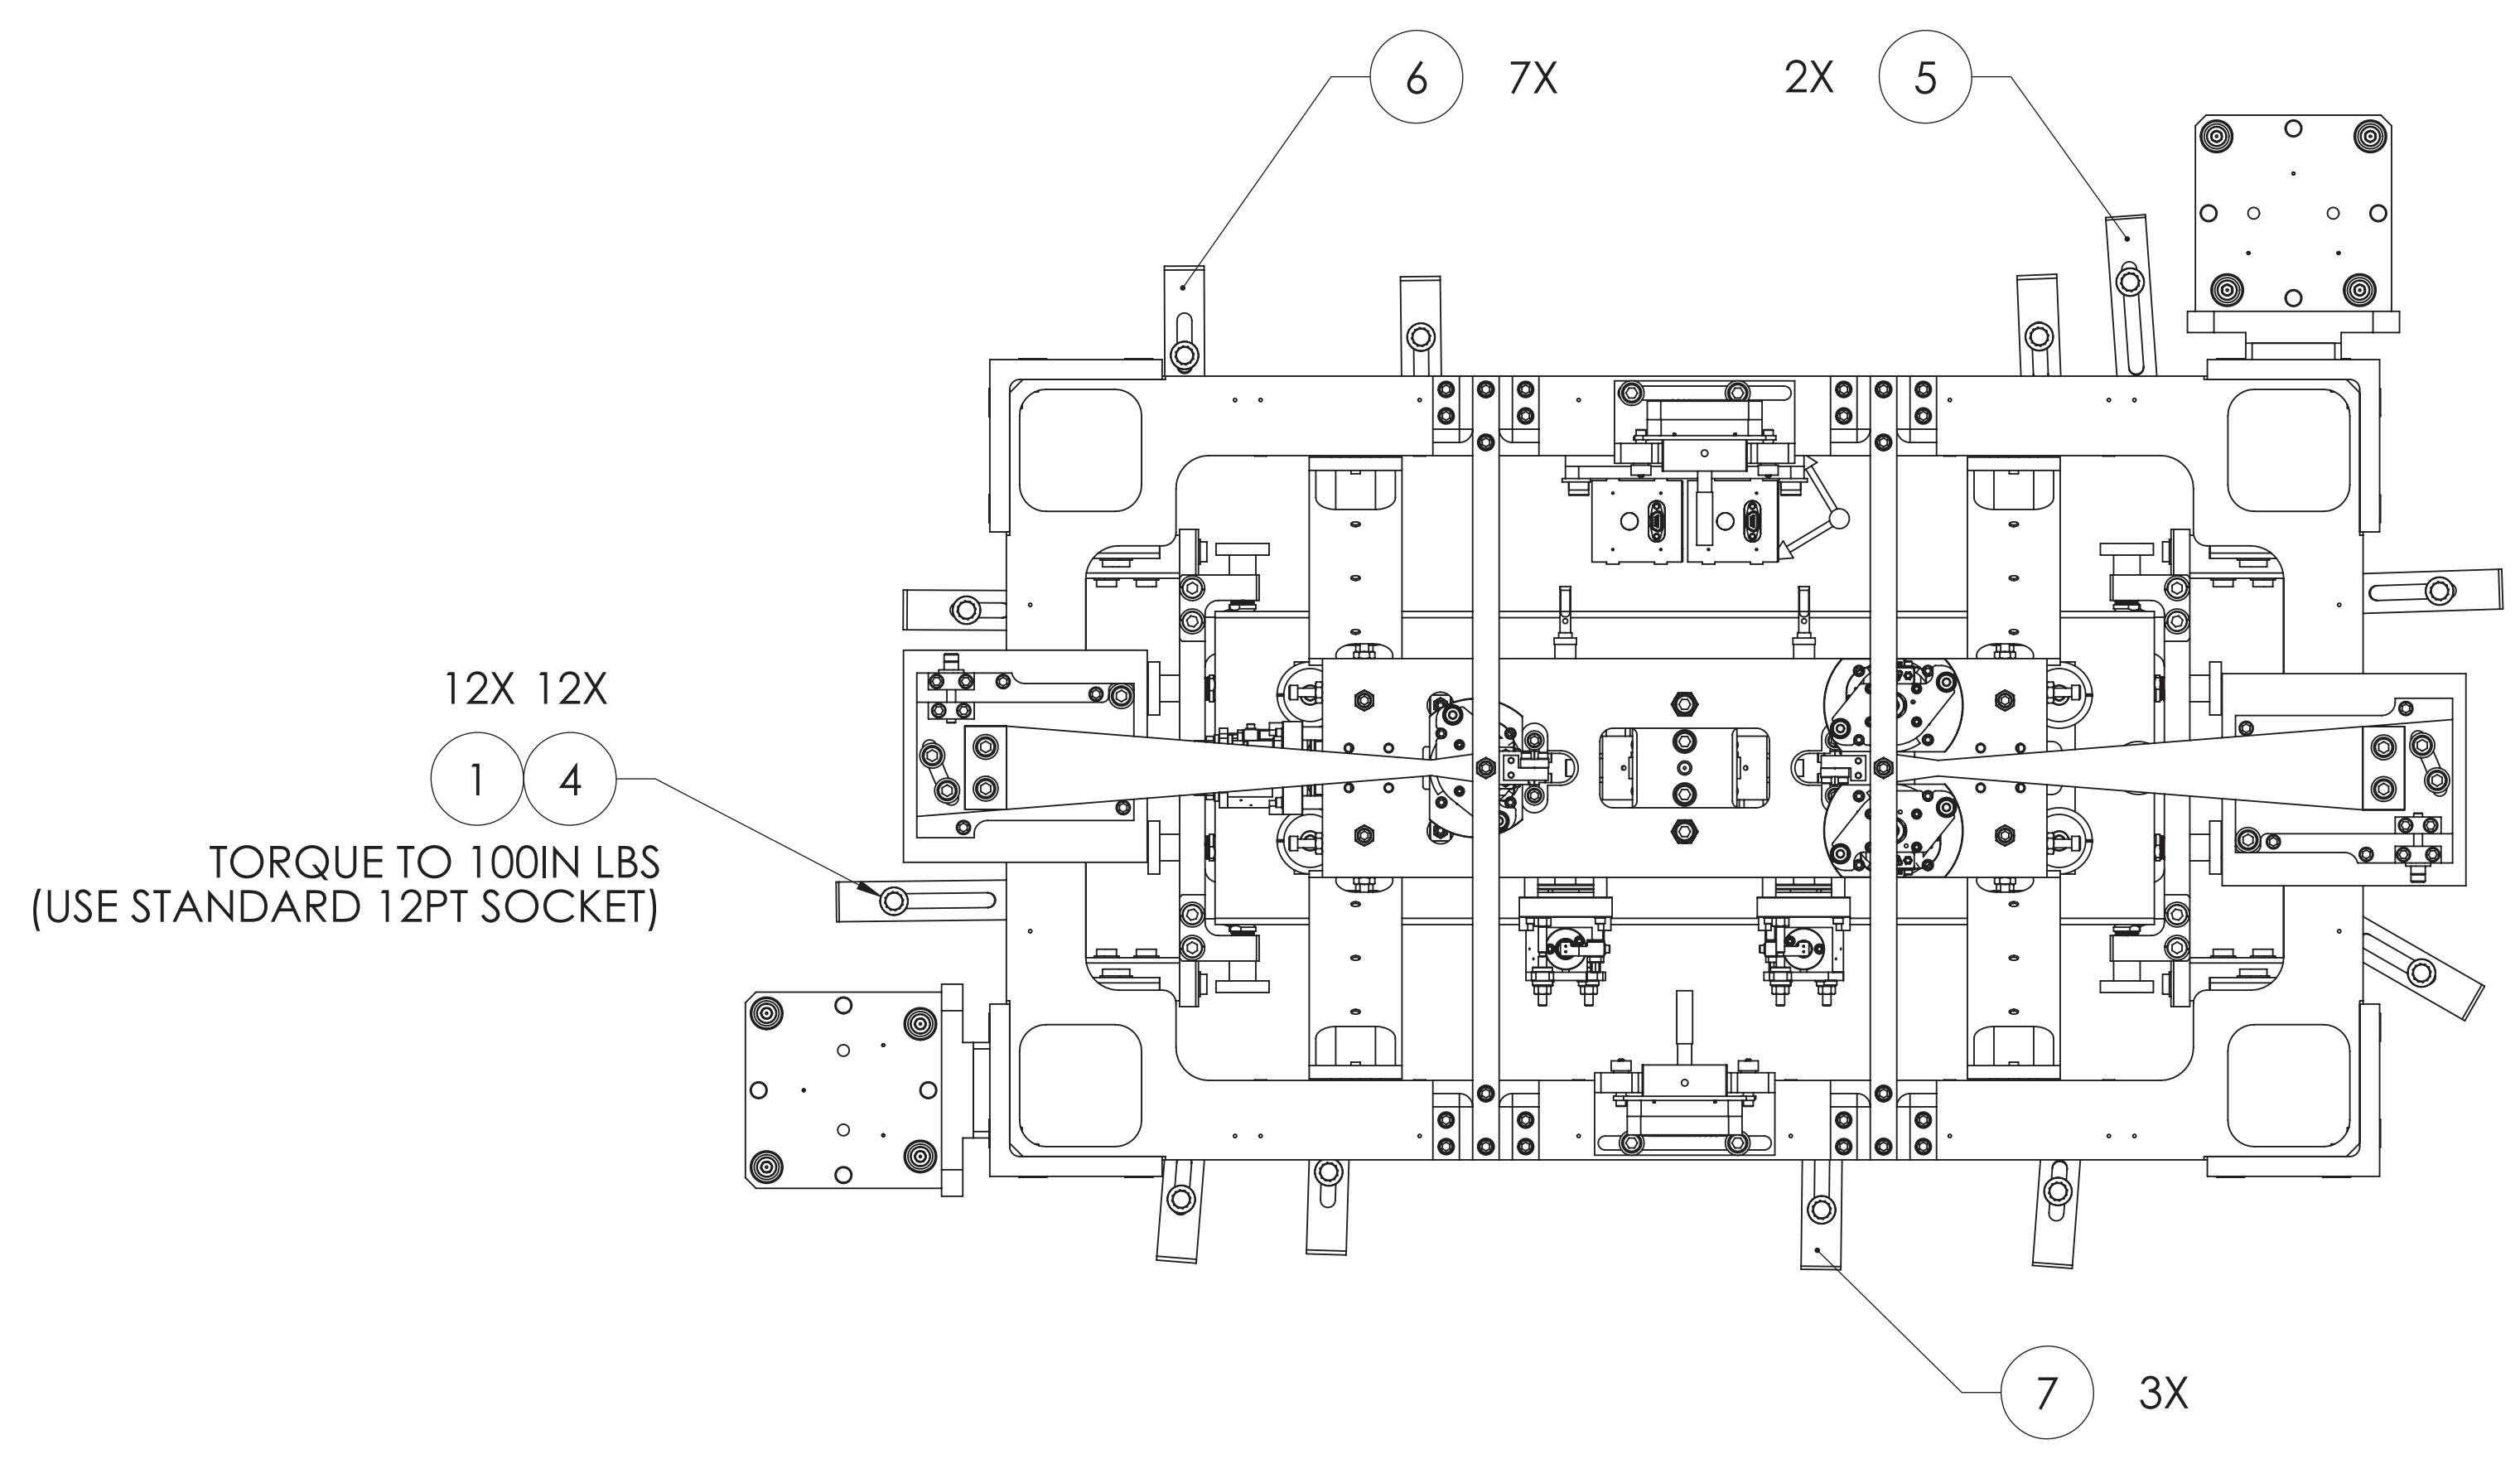 6 7X
2X 5
12X 12X
1 4
TORQUE TO 100IN LBS
(USE STANDARD 12PT SOCKET)
7 3X